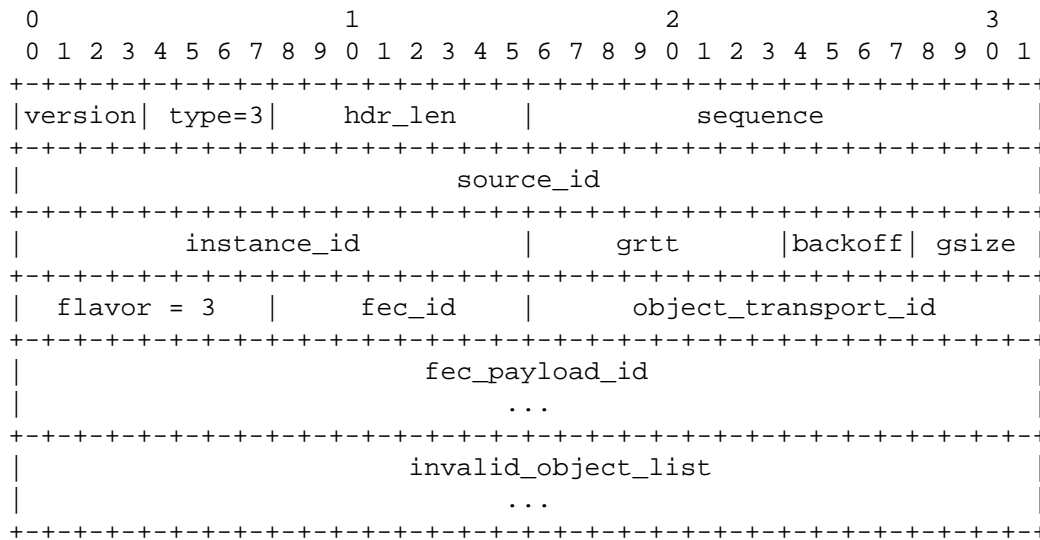 0                   1                   2                   3
 0 1 2 3 4 5 6 7 8 9 0 1 2 3 4 5 6 7 8 9 0 1 2 3 4 5 6 7 8 9 0 1
+-+-+-+-+-+-+-+-+-+-+-+-+-+-+-+-+-+-+-+-+-+-+-+-+-+-+-+-+-+-+-+-+
|version| type=3|    hdr_len    |          sequence             |
+-+-+-+-+-+-+-+-+-+-+-+-+-+-+-+-+-+-+-+-+-+-+-+-+-+-+-+-+-+-+-+-+
|                           source_id                           |
+-+-+-+-+-+-+-+-+-+-+-+-+-+-+-+-+-+-+-+-+-+-+-+-+-+-+-+-+-+-+-+-+
|          instance_id          |     grtt      |backoff| gsize |
+-+-+-+-+-+-+-+-+-+-+-+-+-+-+-+-+-+-+-+-+-+-+-+-+-+-+-+-+-+-+-+-+
|  flavor = 3   |     fec_id    |      object_transport_id      |
+-+-+-+-+-+-+-+-+-+-+-+-+-+-+-+-+-+-+-+-+-+-+-+-+-+-+-+-+-+-+-+-+
|                         fec_payload_id                        |
|                              ...                              |
+-+-+-+-+-+-+-+-+-+-+-+-+-+-+-+-+-+-+-+-+-+-+-+-+-+-+-+-+-+-+-+-+
|                        invalid_object_list                    |
|                              ...                              |
+-+-+-+-+-+-+-+-+-+-+-+-+-+-+-+-+-+-+-+-+-+-+-+-+-+-+-+-+-+-+-+-+